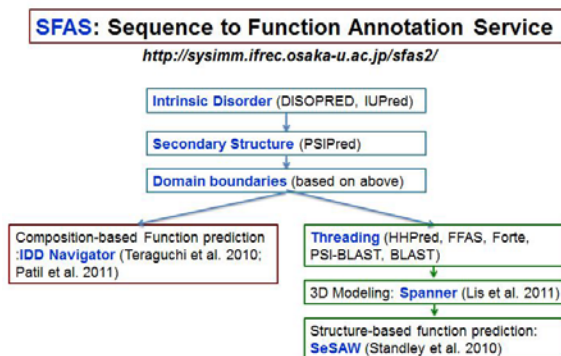 SFAS: Sequence to Function Annotation Service
http://sysimm.ifrec.osaka-u.ac.jp/sfas2/
Intrinsic Disorder (DISOPRED, IUPred)
Secondary Structure (PSIPred)
Domain boundaries (based on above)
Composition-based Function prediction
:IDD Navigator (Teraguchi et al. 2010;
Patil et al. 2011)
Threading (HHPred, FFAS, Forte,
PSI-BLAST, BLAST)
3D Modeling: Spanner (Lis et al. 2011)
Structure-based function prediction:
SeSAW (Standley et al. 2010)